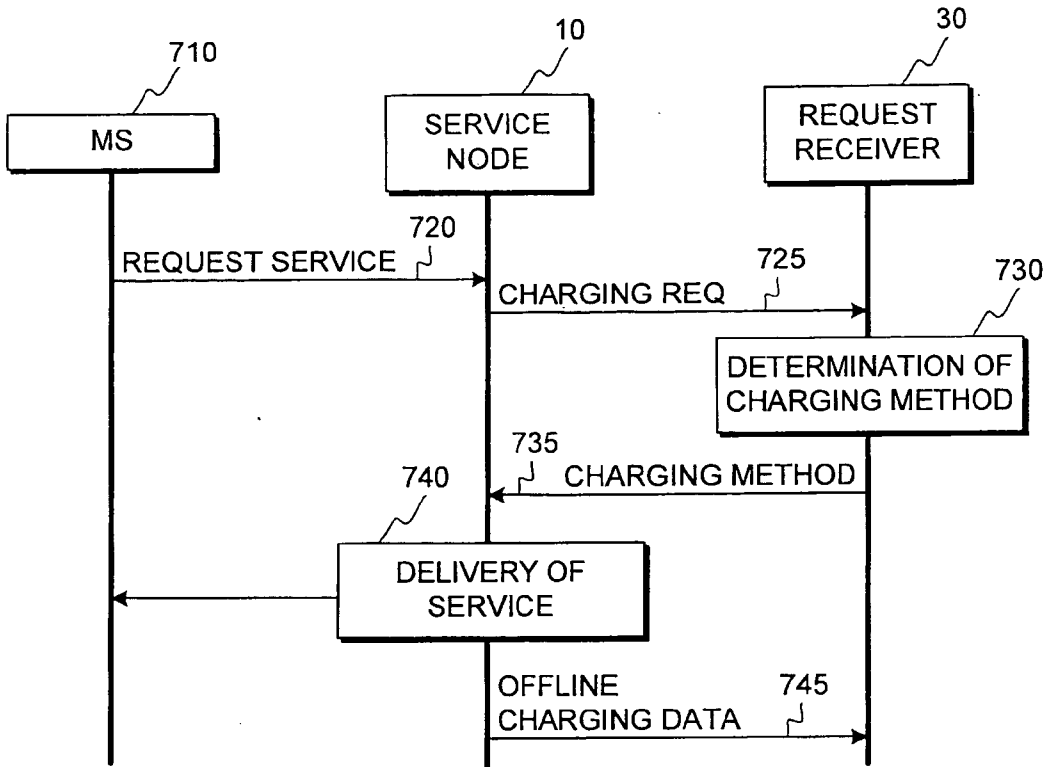 710
10
30
MS
SERVICE
NODE
REQUEST
RECEIVER
REQUEST SERVICE
720
CHARGING REQ
725
730
DETERMINATION OF
CHARGING METHOD
735
CHARGING METHOD
740
DELIVERY OF
SERVICE
OFFLINE
CHARGING DATA
745